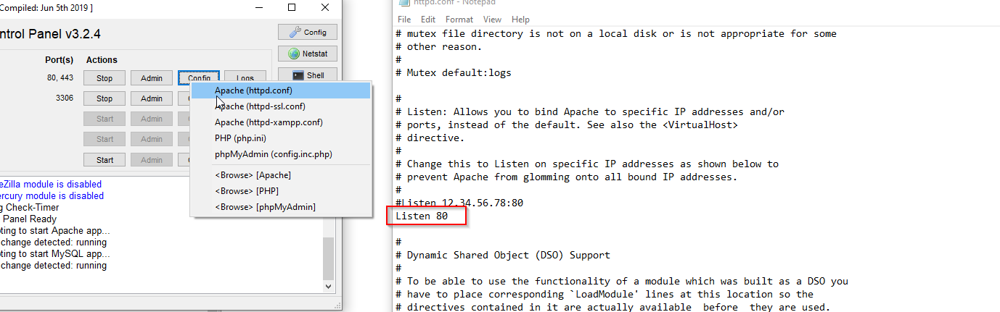 Compiled: Jun 5th 2019 ]
ntrol Panel v3.2.4
Config
Port(s) Actions
Netstat
80, 443 Stop Admin Config Logs
Shell
3306 Stop Admin
Start Admin
Start Admin
Start Admin
Apache (httpd.conf)
Apache (httpd-ssl.conf)
Apache (httpd-xampp.conf)
PHP (php.ini)
phpMyAdmin (config.inc.php)
<Browse> [Apache]
<Browse> [PHP]
<Browse> [phpMyAdmin]
eZilla module is disabled
ercury module is disabled
g Check-Timer
Panel Ready
pting to start Apache app...
change detected: running
pting to start MySQL app...
change detected: running
httpd.conf - Notepad
File Edit Format View Help
# mutex file directory is not on a local disk or is not appropriate for some
# other reason.
#
# Mutex default:logs
#
# Listen: Allows you to bind Apache to specific IP addresses and/or
# ports, instead of the default. See also the <VirtualHost>
# directive.
#
# Change this to Listen on specific IP addresses as shown below to
# prevent Apache from glomming onto all bound IP addresses.
#
#Listen 12.34.56.78:80
Listen 80
#
# Dynamic Shared Object (DSO) Support
#
# To be able to use the functionality of a module which was built as a DSO you
# have to place corresponding `LoadModule' lines at this location so the
# directives contained in it are actually available before they are used.